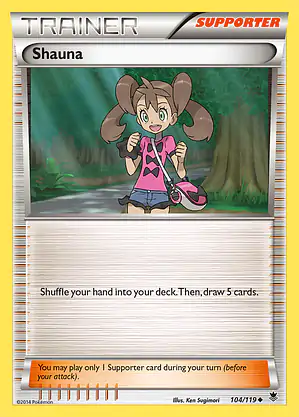 TRAINER SUPPORTER
Shauna
Shuffle your hand into your deck.Then, draw 5 cards.
You may play only 1 Supporter card during your turn (before
your attack).
©2014 Pokémon Illus. Ken Sugimori 104/119 ◆